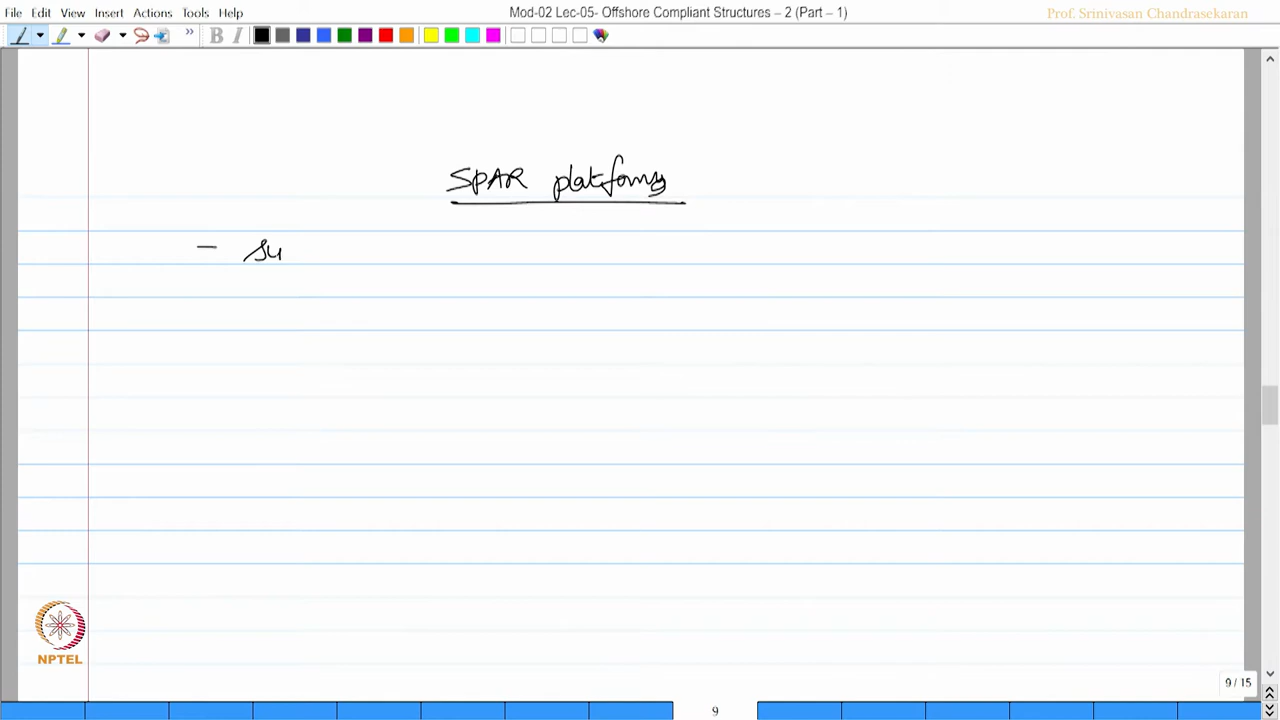 File Edit View Insert Actions Tools Help
Mod-02 Lec-05- Offshore Compliant Structures – 2 (Part – 1)
Prof. Srinivasan Chandrasekaran
B I
SPAR platforms
– su
NPTEL
9 / 15
9